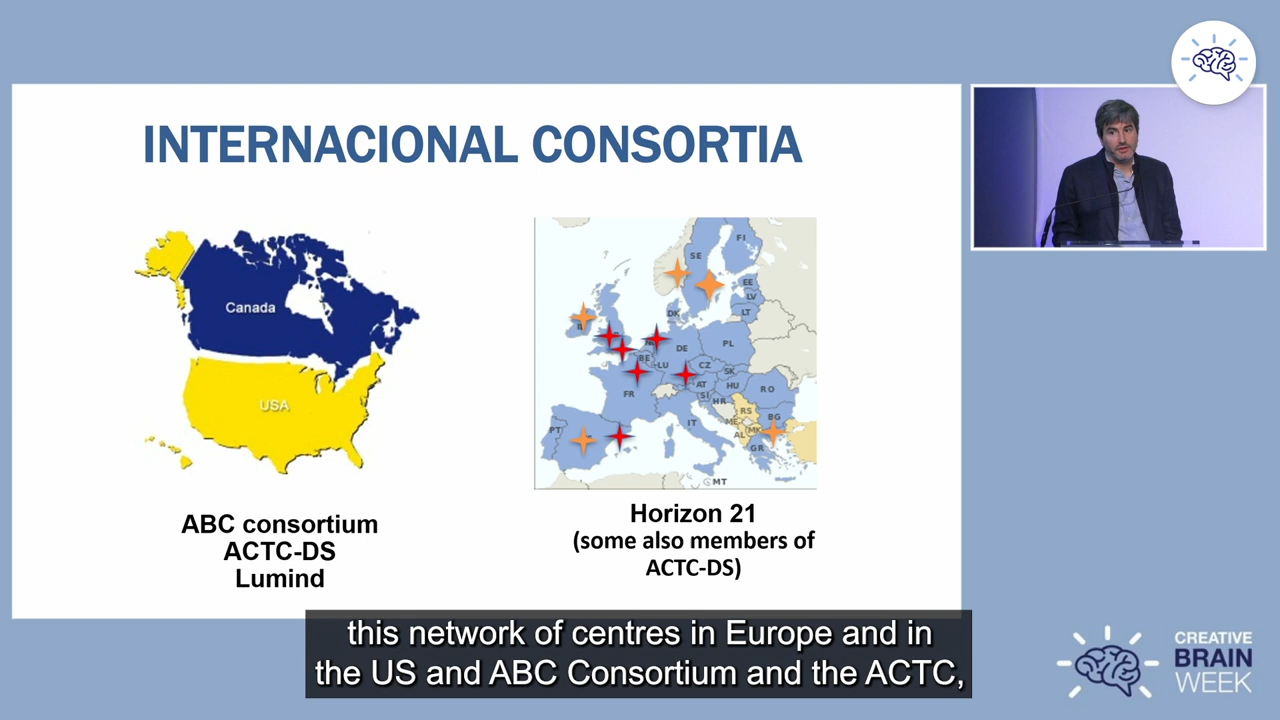 INTERNACIONAL CONSORTIA
Canada
USA
FI
SE
EE
LV
LT
DK
PL
DE
BE
LU
CZ
SK
AT
HU
SI
RO
FR
HR
RS
IT
ME
BG
MK
AL
GR
PT
MT
ABC consortium
ACTC-DS
Lumind
Horizon 21
(some also members of
ACTC-DS)
this network of centres in Europe and in
the US and ABC Consortium and the ACTC,
CREATIVE
BRAIN
WEEK